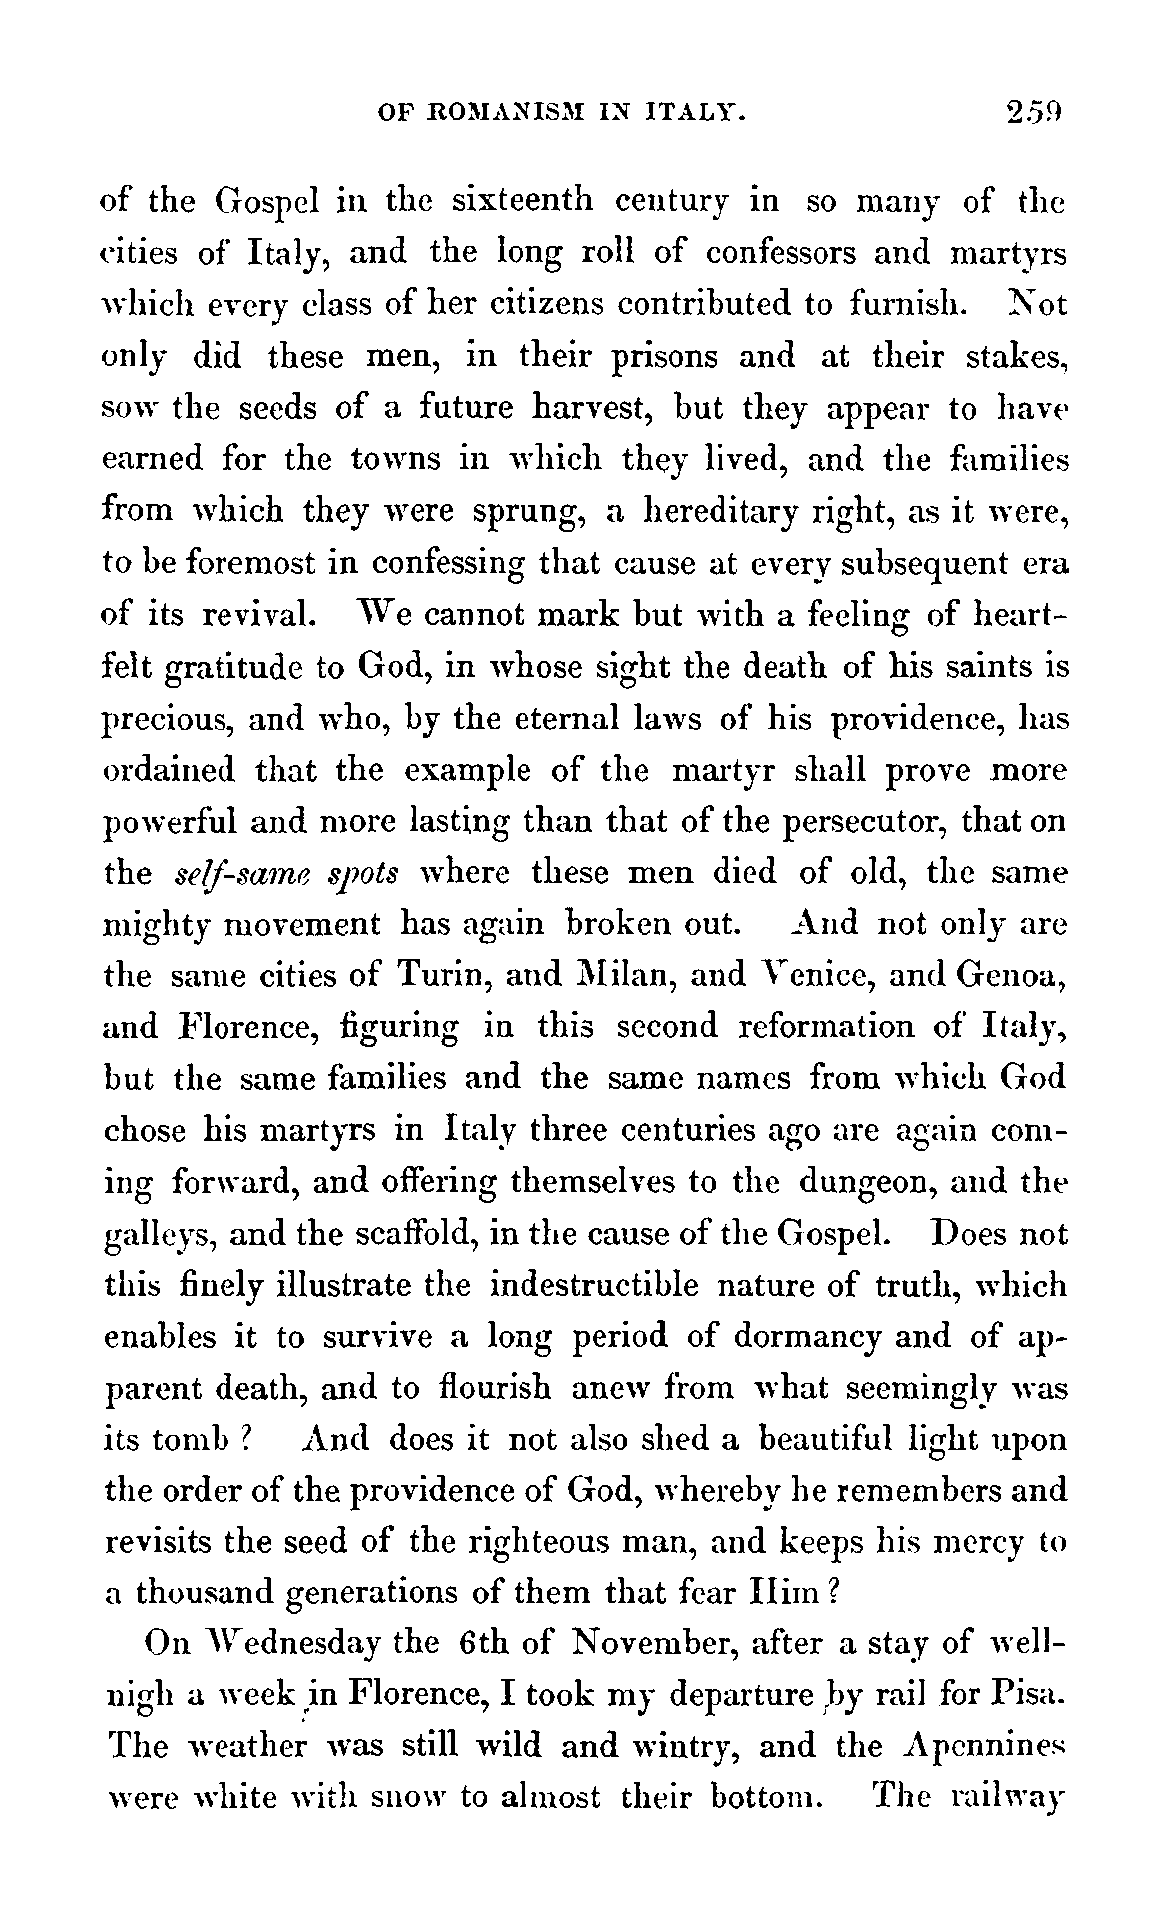 OF ROMANISM IN ITALY. 259
of the Gospel in the sixteenth century in so many of the
cities of Italy, and the long roll of confessors and martyrs
which every class of her citizens contributed to furnish. Not
only did these men, in their prisons and at their stakes,
sow the seeds of a future harvest, but they appear to have
earned for the towns in which they lived, and the families
from which they were sprung, a hereditary right, as it were,
to be foremost in confessing that cause at every subsequent era
of its revival. We cannot mark but with a feeling of heart-
felt gratitude to God, in whose sight the death of his saints is
precious, and who, by the eternal laws of his providence, has
ordained that the example of the martyr shall prove more
powerful and more lasting than that of the persecutor, that on
the self-same spots where these men died of old, the same
mighty movement has again broken out. And not only are
the same cities of Turin, and Milan, and Venice, and Genoa,
and Florence, figuring in this second reformation of Italy,
but the same families and the same names from which God
chose his martyrs in Italy three centuries ago are again com-
ing forward, and offering themselves to the dungeon, and the
galleys, and the scaffold, in the cause of the Gospel. Does not
this finely illustrate the indestructible nature of truth, which
enables it to survive a long period of dormancy and of ap-
parent death, and to flourish anew from what seemingly was
its tomb ? And does it not also shed a beautiful light upon
the order of the providence of God, whereby he remembers and
revisits the seed of the righteous man, and keeps his mercy to
a thousand generations of them that fear Him ?
On Wednesday the 6th of November, after a stay of well-
nigh a week in Florence, I took my departure by rail for Pisa.
The weather was still wild and wintry, and the Apennines
were white with snow to almost their bottom. The railway